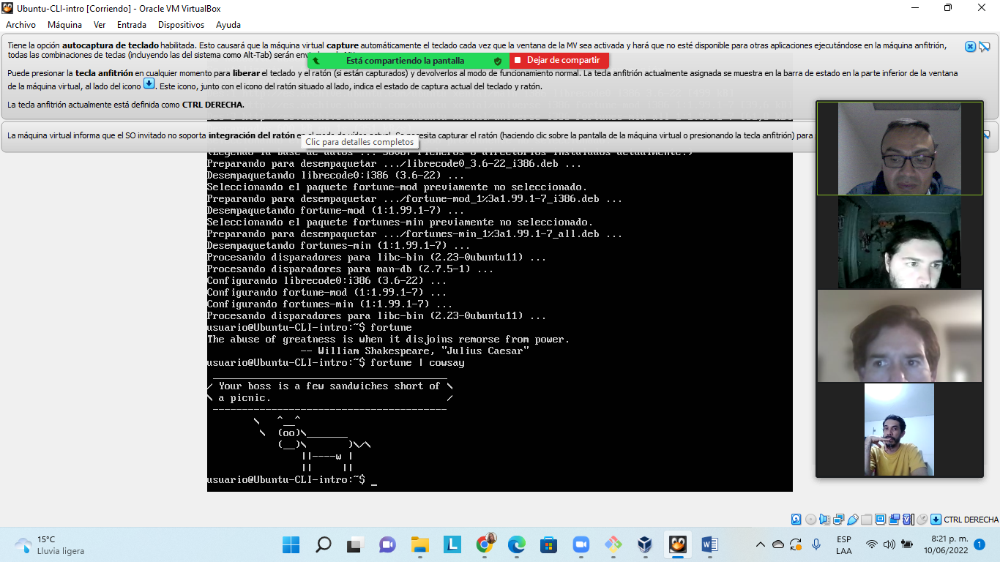 Ubuntu-CLI-intro [Corriendo] - Oracle VM VirtualBox
Archivo Máquina Ver Entrada Dispositivos Ayuda
Tiene la opción autocaptura de teclado habilitada. Esto causará que la máquina virtual capture automáticamente el teclado cada vez que la ventana de la MV sea activada y hará que no esté disponible para otras aplicaciones ejecutándose en la máquina anfitrión,
todas las combinaciones de teclas (incluyendo las del sistema como Alt-Tab) serán
Está compartiendo la pantalla
Dejar de compartir
Puede presionar la tecla anfitrión en cualquier momento para liberar el teclado y el ratón (si están capturados) y devolverlos al modo de funcionamiento normal. La tecla anfitrión actualmente asignada se muestra en la barra de estado en la parte inferior de la ventana
de la máquina virtual, al lado del icono . Este icono, junto con el icono del ratón situado al lado, indica el estado de captura actual del teclado y ratón.
La tecla anfitrión actualmente está definida como CTRL DERECHA.
La máquina virtual informa que el SO invitado no soporta integración del ratón en el modo de vídeo actual. Se necesita capturar el ratón (haciendo clic sobre la pantalla de la máquina virtual o presionando la tecla anfitrión) para
Clic para detalles completos
Preparando para desempaquetar .../librecode0_3.6-22_i386.deb ...
Desempaquetando librecode0:i386 (3.6-22) ...
Seleccionando el paquete fortune-mod previamente no seleccionado.
Preparando para desempaquetar .../fortune-mod_1%3a1.99.1-7_i386.deb ...
Desempaquetando fortune-mod (1:1.99.1-7) ...
Seleccionando el paquete fortunes-min previamente no seleccionado.
Preparando para desempaquetar .../fortunes-min_1%3a1.99.1-7_all.deb ...
Desempaquetando fortunes-min (1:1.99.1-7) ...
Procesando disparadores para libc-bin (2.23-0ubuntu11) ...
Procesando disparadores para man-db (2.7.5-1) ...
Configurando librecode0:i386 (3.6-22) ...
Configurando fortune-mod (1:1.99.1-7) ...
Configurando fortunes-min (1:1.99.1-7) ...
Procesando disparadores para libc-bin (2.23-0ubuntu11) ...
usuario@Ubuntu-CLI-intro:~$ fortune
The abuse of greatness is when it disjoins remorse from power.
-- William Shakespeare, "Julius Caesar"
usuario@Ubuntu-CLI-intro:~$ fortune | cowsay
/ Your boss is a few sandwiches short of \
\ a picnic. /
\ ^__^
\ (oo)\_______
(__)\ )\/\
||----w |
|| ||
usuario@Ubuntu-CLI-intro:~$ _
CTRL DERECHA
15°C
Lluvia ligera
ESP
LAA
8:21 p. m.
10/06/2022
1